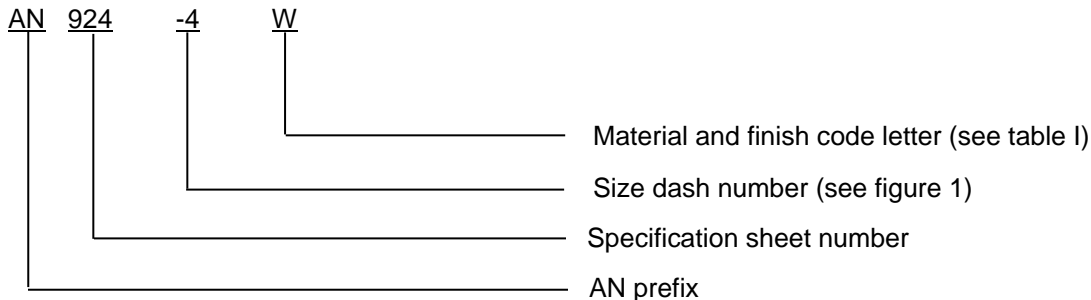 AN 924 -4 W
Material and finish code letter (see table I)
Size dash number (see figure 1)
Specification sheet number
AN prefix